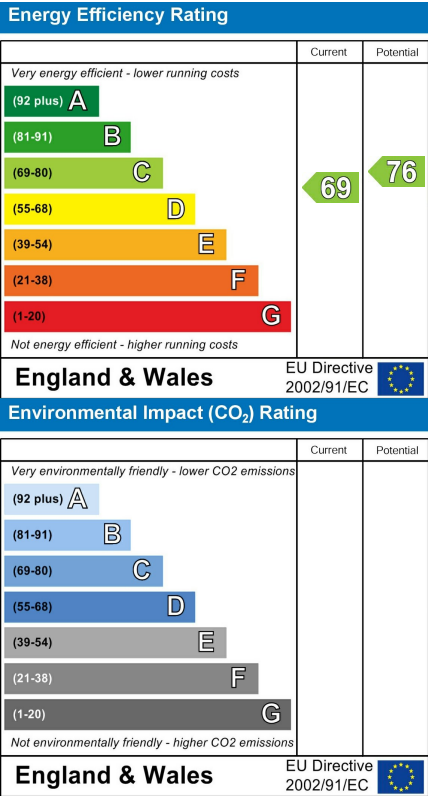 Energy Efficiency Rating
Current Potential
Very energy efficient - lower running costs
(92 plus) A
(81-91) B
(69-80) C
(55-68) D
(39-54) E
(21-38) F
(1-20) G
69 76
Not energy efficient - higher running costs
England & Wales
EU Directive
2002/91/EC
Environmental Impact (CO₂) Rating
Current Potential
Very environmentally friendly - lower CO2 emissions
(92 plus) A
(81-91) B
(69-80) C
(55-68) D
(39-54) E
(21-38) F
(1-20) G
Not environmentally friendly - higher CO2 emissions
England & Wales
EU Directive
2002/91/EC